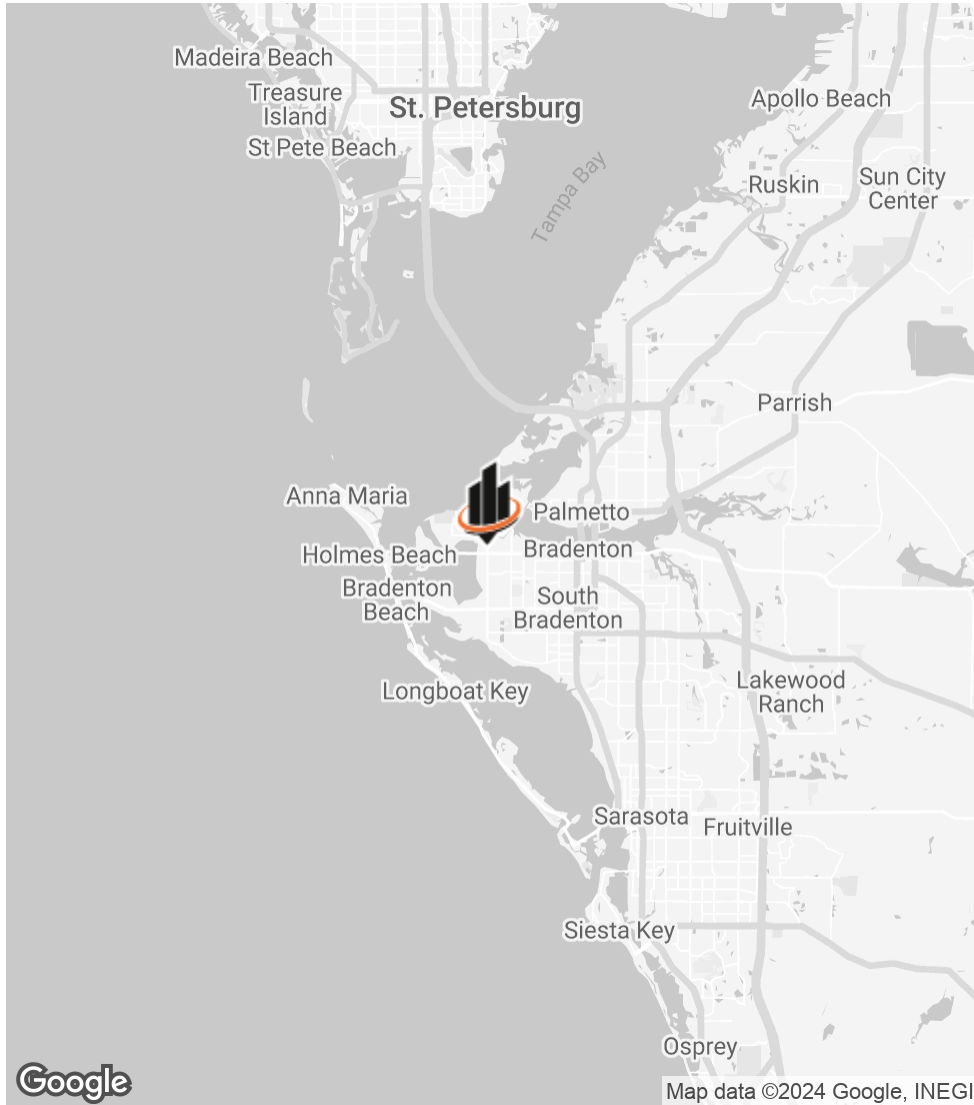 Madeira Beach
Treasure
Island
St. Petersburg
Apollo Beach
St Pete Beach
Tampa Bay
Ruskin
Sun City
Center
Parrish
Anna Maria
Palmetto
Holmes Beach
Bradenton
Bradenton
Beach
South
Bradenton
Longboat Key
Lakewood
Ranch
Sarasota
Fruitville
Siesta Key
Osprey
Google
Map data ©2024 Google, INEGI